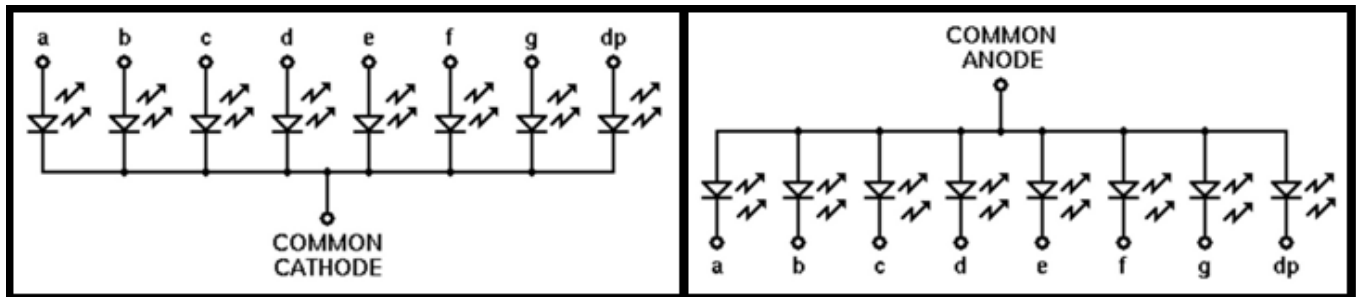 a b c d e f g dp
COMMON
CATHODE
COMMON
ANODE
a b c d e f g dp